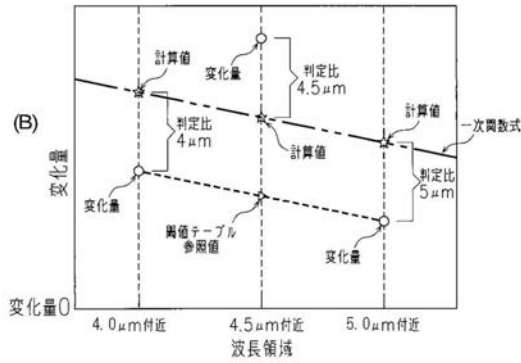 (B)
変化量
変化量0
計算値
変化量
判定比
4.5μm
計算値
一次関数式
判定比
4μm
計算値
判定比
5μm
変化量
閾値テーブル
参照値
変化量
4.0μm付近
4.5μm付近
5.0μm付近
波長領域